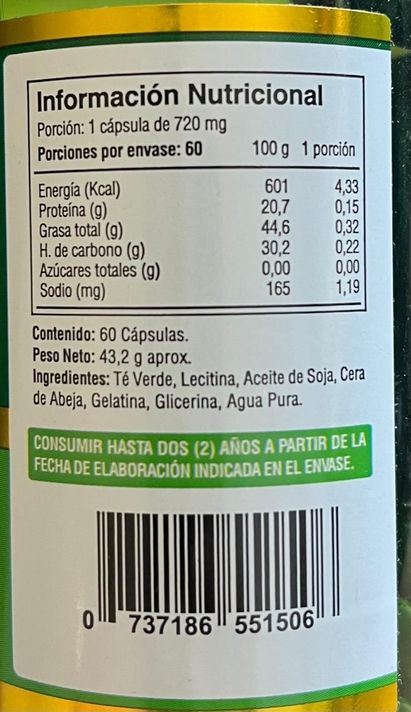 Información Nutricional
Porción: 1 cápsula de 720 mg
Porciones por envase: 60 100 g 1 porción
Energía (Kcal) 601 4,33
Proteína (g) 20,7 0,15
Grasa total (g) 44,6 0,32
H. de carbono (g) 30,2 0,22
Azúcares totales (g) 0,00 0,00
Sodio (mg) 165 1,19
Contenido: 60 Cápsulas.
Peso Neto: 43,2 g aprox.
Ingredientes: Té Verde, Lecitina, Aceite de Soja, Cera
de Abeja, Gelatina, Glicerina, Agua Pura.
CONSUMIR HASTA DOS (2) AÑOS A PARTIR DE LA
FECHA DE ELABORACIÓN INDICADA EN EL ENVASE.
0 737186 551506